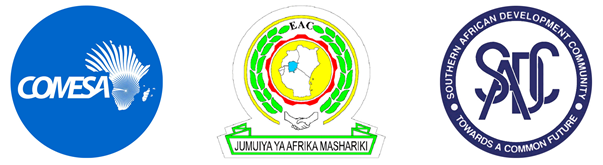 COMESA
EAC
JUMUIYA YA AFRIKA MASHARIKI
SOUTHERN AFRICAN DEVELOPMENT COMMUNITY
SADC
TOWARDS A COMMON FUTURE